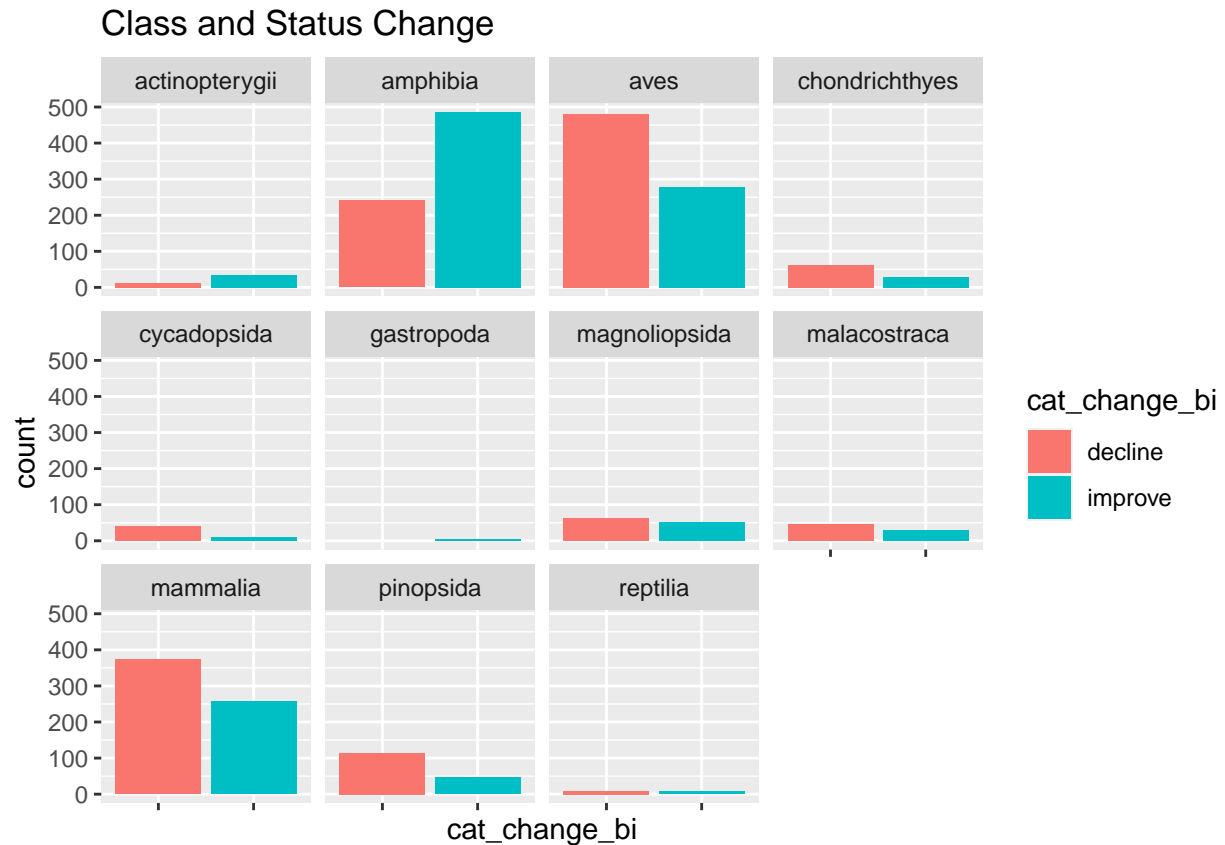 Class and Status Change
actinopterygii amphibia aves chondrichthyes
500
400
300
200
100
0
cycadopsida gastropoda magnoliopsida malacostraca
500
400
300
200
100
0
mammalia pinopsida reptilia
500
400
300
200
100
0
count
cat_change_bi
cat_change_bi
decline
improve